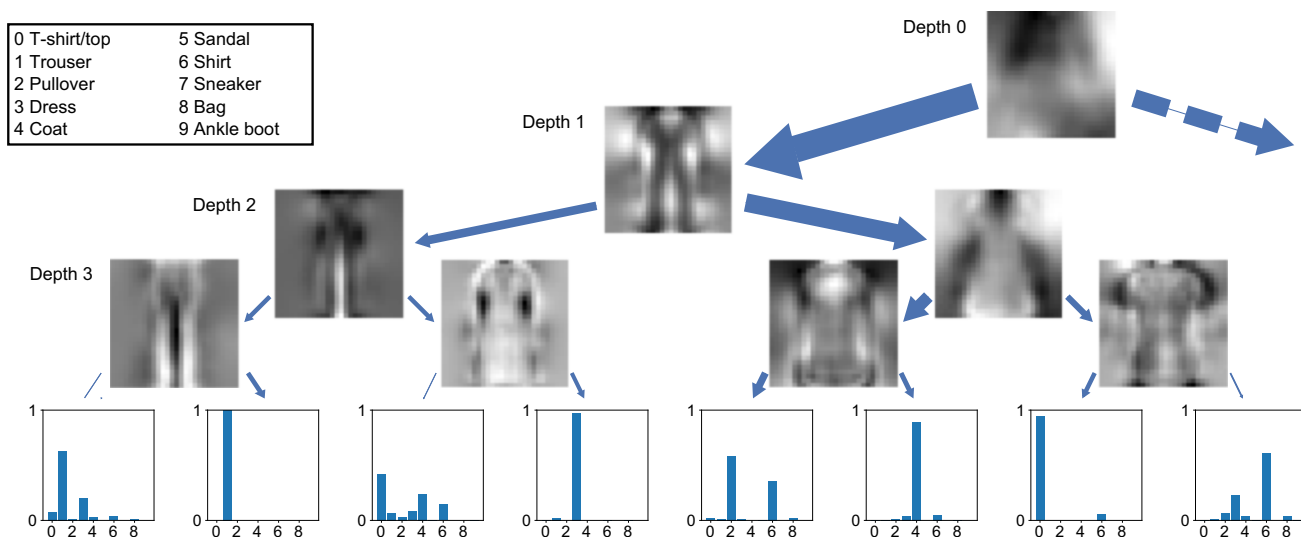 0 T-shirt/top 5 Sandal
1 Trouser 6 Shirt
2 Pullover 7 Sneaker
3 Dress 8 Bag
4 Coat 9 Ankle boot
Depth 0
Depth 1
Depth 2
Depth 3
1 1 1 1 1 1 1 1
0 0 0 0 0 0 0 0
0 2 4 6 8 0 2 4 6 8 0 2 4 6 8 0 2 4 6 8 0 2 4 6 8 0 2 4 6 8 0 2 4 6 8 0 2 4 6 8